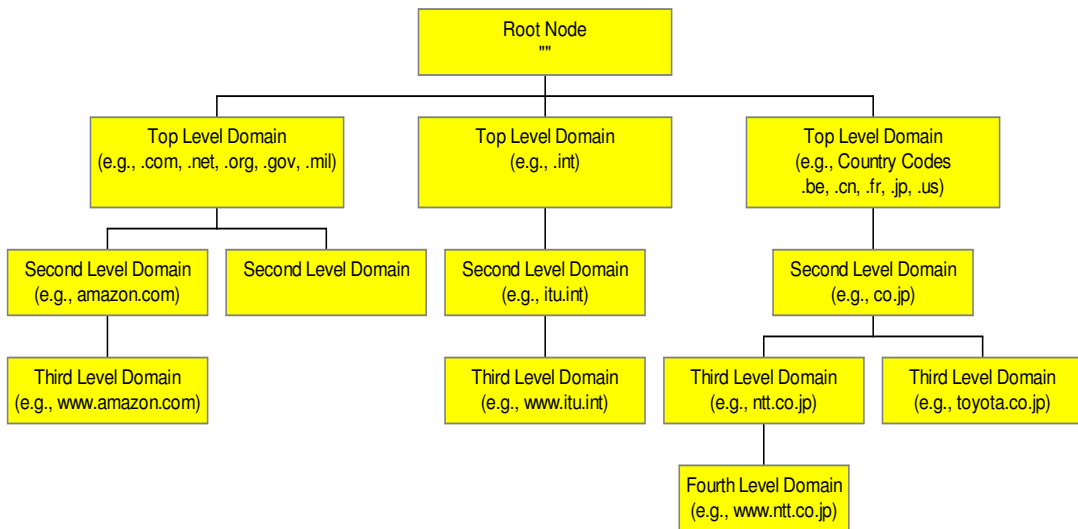 Root Node
""
Top Level Domain
(e.g., .com, .net, .org, .gov, .mil)
Top Level Domain
(e.g., .int)
Top Level Domain
(e.g., Country Codes
.be, .cn, .fr, .jp, .us)
Second Level Domain
(e.g., amazon.com)
Second Level Domain
Second Level Domain
(e.g., itu.int)
Second Level Domain
(e.g., co.jp)
Third Level Domain
(e.g., www.amazon.com)
Third Level Domain
(e.g., www.itu.int)
Third Level Domain
(e.g., ntt.co.jp)
Third Level Domain
(e.g., toyota.co.jp)
Fourth Level Domain
(e.g., www.ntt.co.jp)